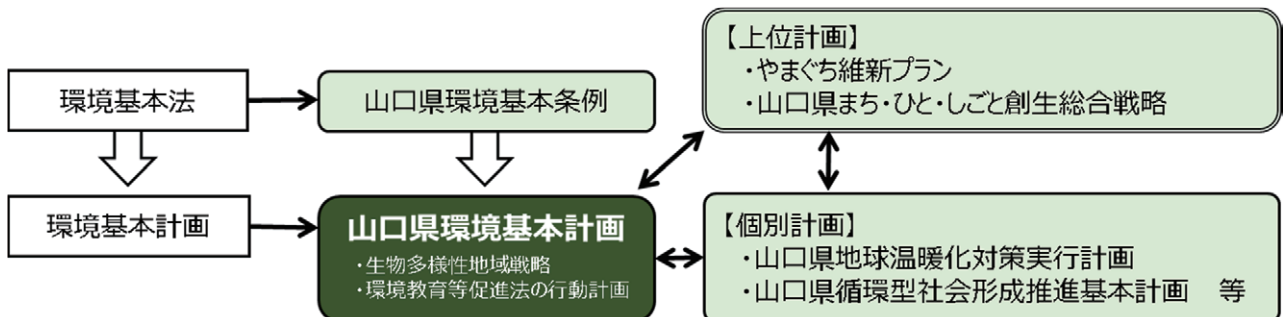 環境基本法
山口県環境基本条例
【上位計画】
・やまぐち維新プラン
・山口県まち・ひと・しごと創生総合戦略
環境基本計画
山口県環境基本計画
・生物多様性地域戦略
・環境教育等促進法の行動計画
【個別計画】
・山口県地球温暖化対策実行計画
・山口県循環型社会形成推進基本計画　等